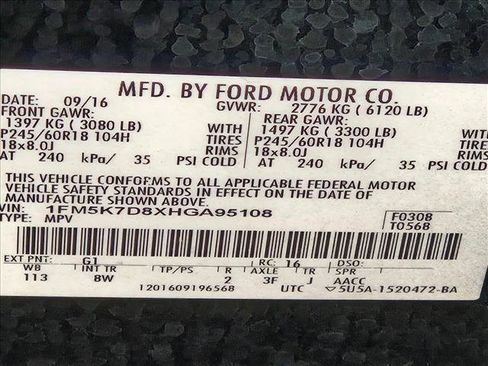 MFD. BY FORD MOTOR CO.
DATE: 09/16 GVWR: 2776 KG (6120 LB)
FRONT GAWR: REAR GAWR:
1397 KG (3080 LB) WITH 1497 KG (3300 LB) WITH
P245/60R18 104H TIRES P245/60R18 104H TIRES
18x8.0J RIMS 18x8.0J RIMS
AT 240 kPa/ 35 PSI COLD AT 240 kPa/ 35 PSI COLD
THIS VEHICLE CONFORMS TO ALL APPLICABLE FEDERAL MOTOR
VEHICLE SAFETY STANDARDS IN EFFECT ON THE DATE OF
MANUFACTURE SHOWN ABOVE.
VIN: 1FM5K7D8XHGA95108 F0308
TYPE: MPV T0568
EXT PNT: G1 RC: 16 DSO:
WB INT TR TP/PS R AXLE TR SPR
113 8W 2 3F J AACC
1201609196568 UTC 5U5A-1520472-BA